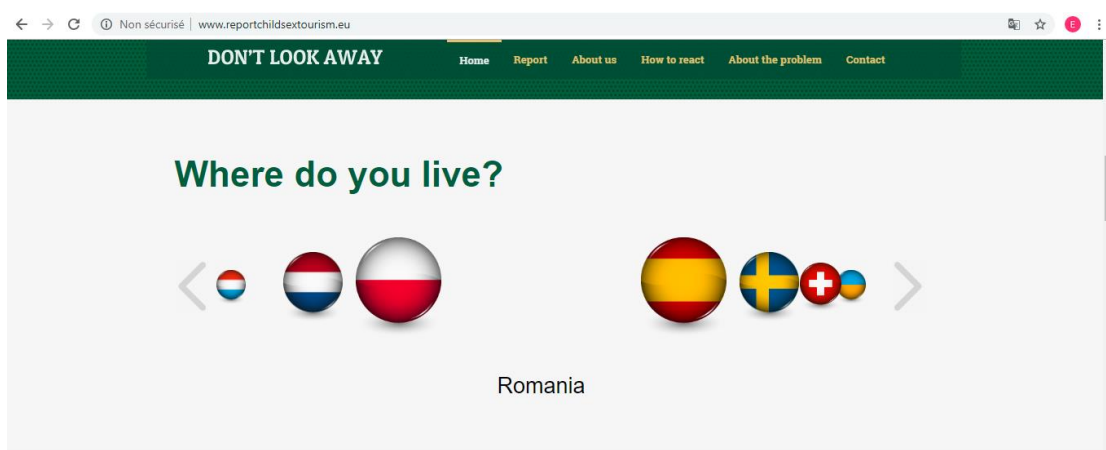 Non sécurisé | www.reportchildsextourism.eu
E
DON'T LOOK AWAY
Home Report About us How to react About the problem Contact
Where do you live?
Romania